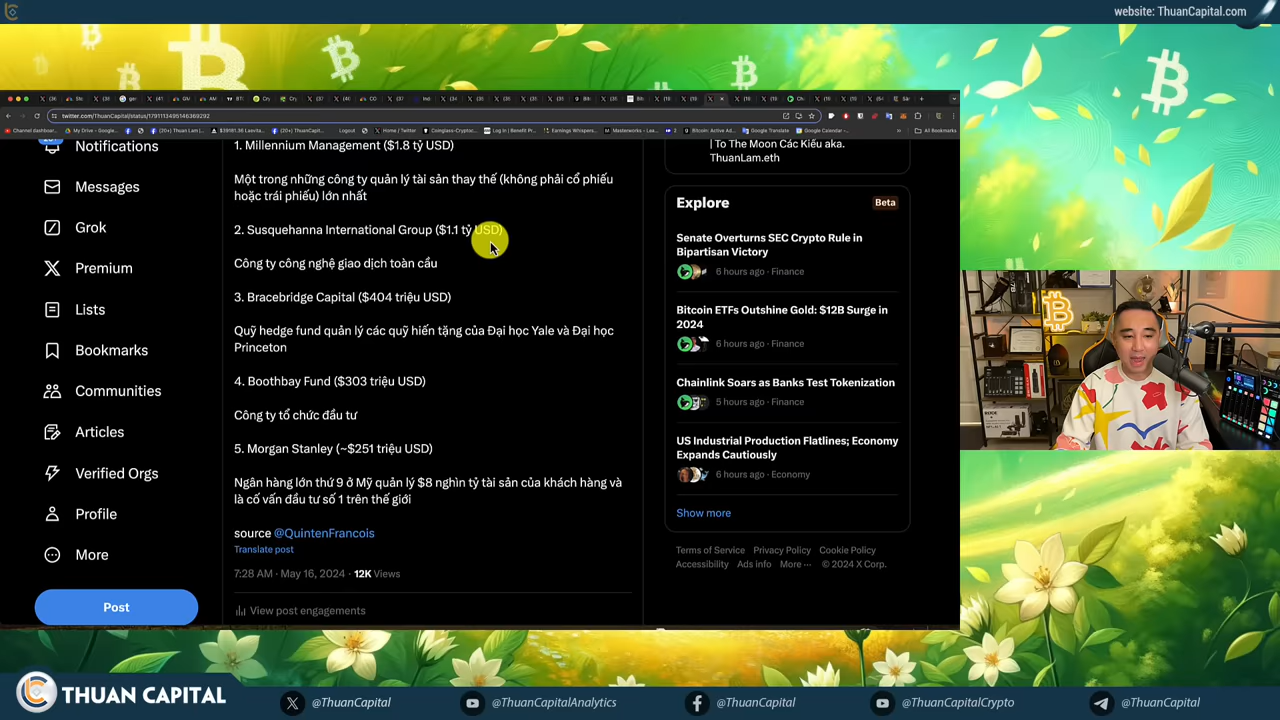 website: ThuanCapital.com
twitter.com/ThuanCapital/status/1791113495146369292
Notifications
Messages
Grok
Premium
Lists
Bookmarks
Communities
Articles
Verified Orgs
Profile
More
Post
1. Millennium Management ($1.8 tỷ USD)
Một trong những công ty quản lý tài sản thay thế (không phải cổ phiếu
hoặc trái phiếu) lớn nhất
2. Susquehanna International Group ($1.1 tỷ USD)
Công ty công nghệ giao dịch toàn cầu
3. Bracebridge Capital ($404 triệu USD)
Quỹ hedge fund quản lý các quỹ hiến tặng của Đại học Yale và Đại học
Princeton
4. Boothbay Fund ($303 triệu USD)
Công ty tổ chức đầu tư
5. Morgan Stanley (~$251 triệu USD)
Ngân hàng lớn thứ 9 ở Mỹ quản lý $8 nghìn tỷ tài sản của khách hàng và
là cố vấn đầu tư số 1 trên thế giới
source @QuintenFrancois
Translate post
7:28 AM · May 16, 2024 · 12K Views
View post engagements
| To The Moon Các Kiểu aka.
ThuanLam.eth
Explore
Beta
Senate Overturns SEC Crypto Rule in
Bipartisan Victory
6 hours ago · Finance
Bitcoin ETFs Outshine Gold: $12B Surge in
2024
6 hours ago · Finance
Chainlink Soars as Banks Test Tokenization
5 hours ago · Finance
US Industrial Production Flatlines; Economy
Expands Cautiously
6 hours ago · Economy
Show more
Terms of Service Privacy Policy Cookie Policy
Accessibility Ads info More ··· © 2024 X Corp.
THUAN CAPITAL
@ThuanCapital
@ThuanCapitalAnalytics
@ThuanCapital
@ThuanCapitalCrypto
@ThuanCapital